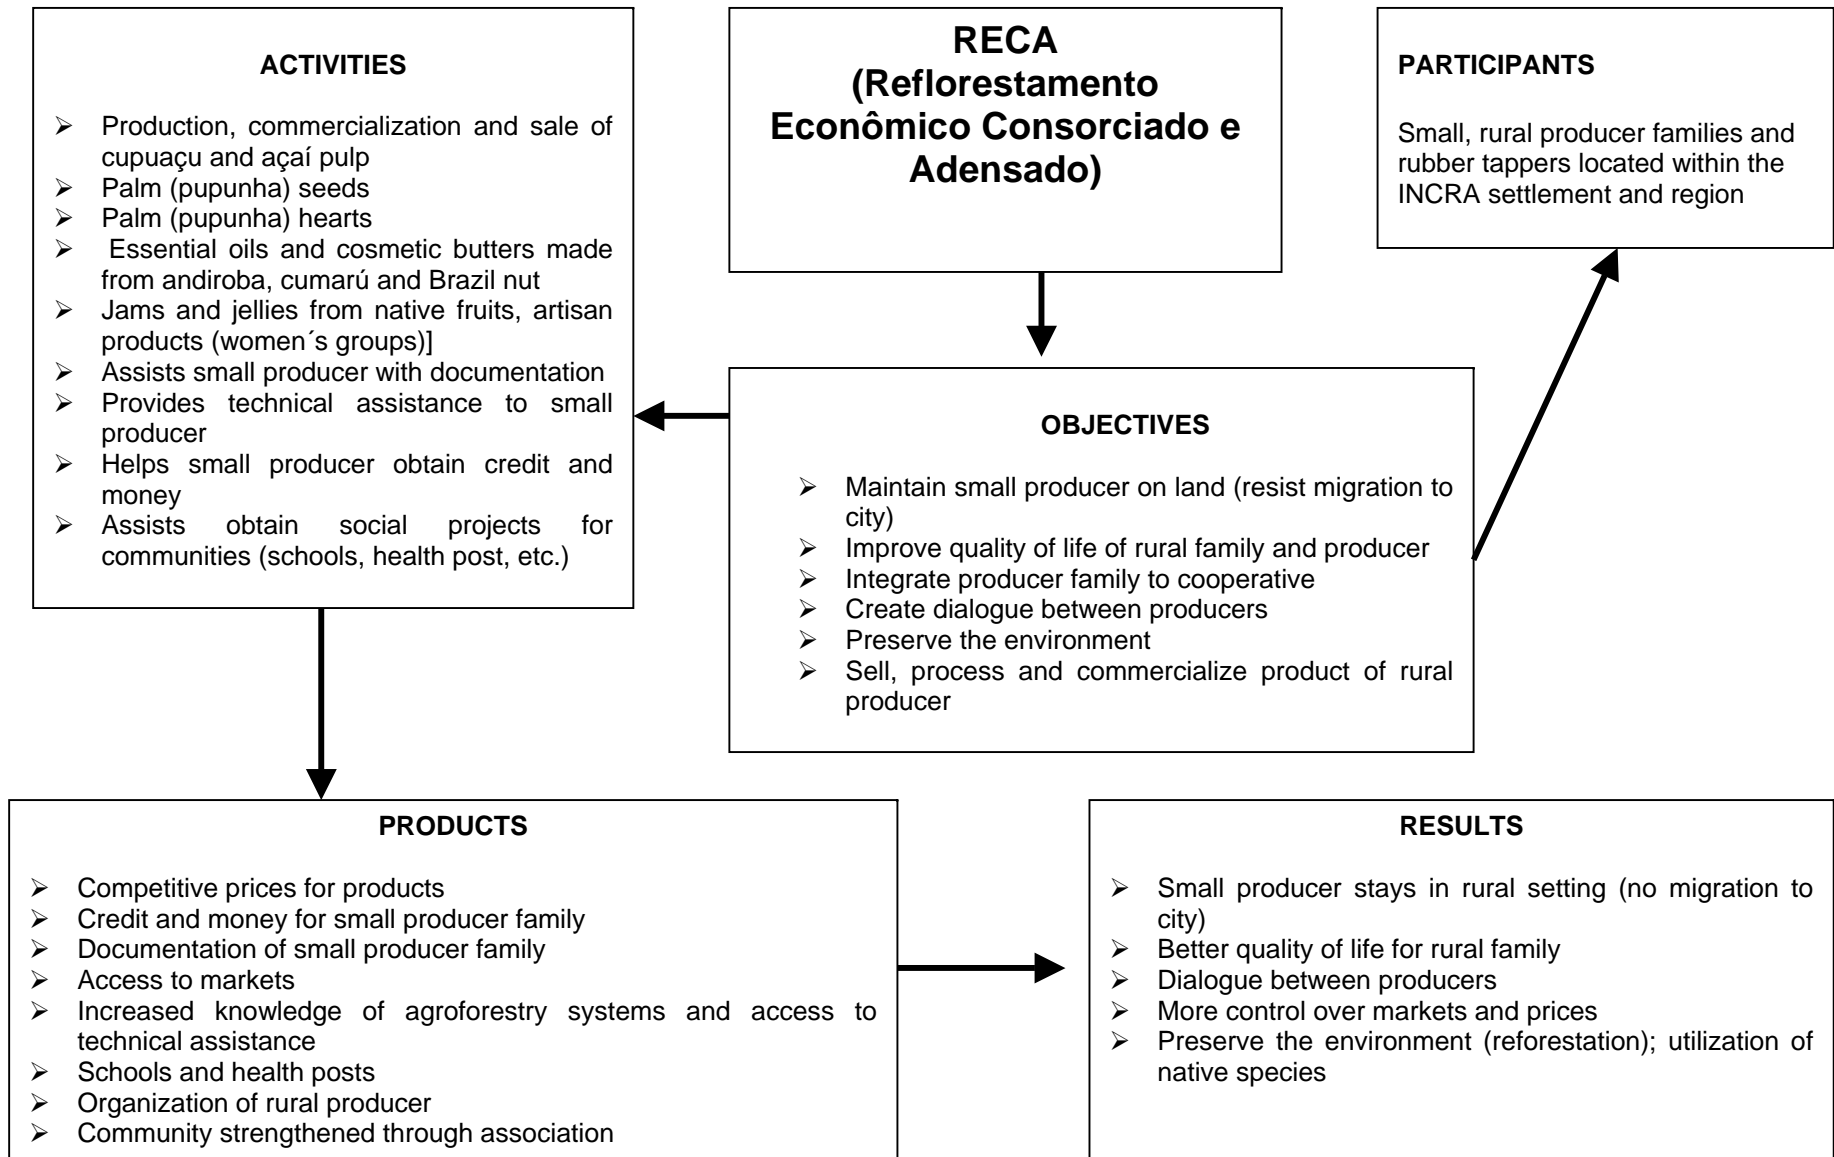 ACTIVITIES
➢ Production, commercialization and sale of
cupuaçu and açaí pulp
➢ Palm (pupunha) seeds
➢ Palm (pupunha) hearts
➢ Essential oils and cosmetic butters made
from andiroba, cumarú and Brazil nut
➢ Jams and jellies from native fruits, artisan
products (women´s groups)]
➢ Assists small producer with documentation
➢ Provides technical assistance to small
producer
➢ Helps small producer obtain credit and
money
➢ Assists obtain social projects for
communities (schools, health post, etc.)
RECA
(Reflorestamento
Econômico Consorciado e
Adensado)
PARTICIPANTS
Small, rural producer families and
rubber tappers located within the
INCRA settlement and region
OBJECTIVES
➢ Maintain small producer on land (resist migration to
city)
➢ Improve quality of life of rural family and producer
➢ Integrate producer family to cooperative
➢ Create dialogue between producers
➢ Preserve the environment
➢ Sell, process and commercialize product of rural
producer
PRODUCTS
➢ Competitive prices for products
➢ Credit and money for small producer family
➢ Documentation of small producer family
➢ Access to markets
➢ Increased knowledge of agroforestry systems and access to
technical assistance
➢ Schools and health posts
➢ Organization of rural producer
➢ Community strengthened through association
RESULTS
➢ Small producer stays in rural setting (no migration to
city)
➢ Better quality of life for rural family
➢ Dialogue between producers
➢ More control over markets and prices
➢ Preserve the environment (reforestation); utilization of
native species